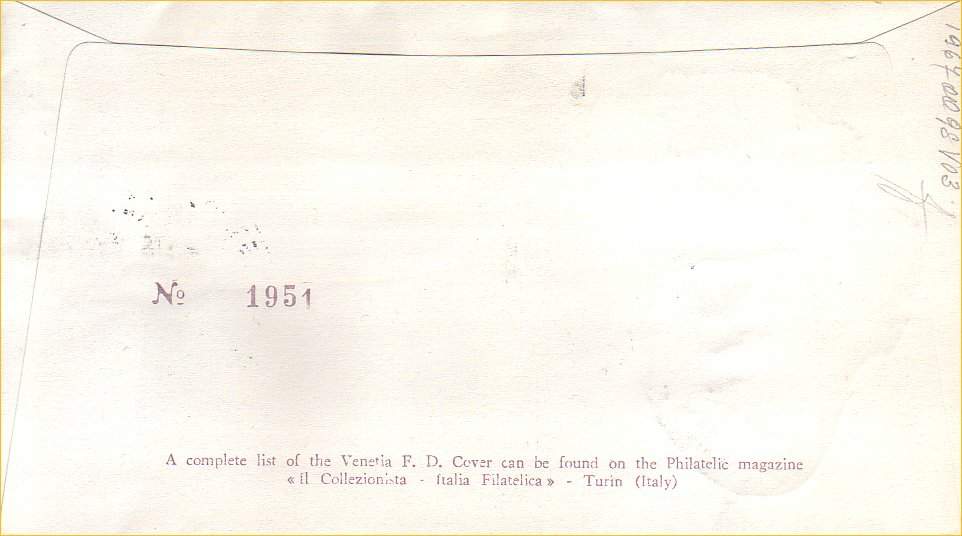 Nº 1951
A complete list of the Venetia F. D. Cover can be found on the Philatelic magazine
« Il Collezionista - Italia Filatelica » - Turin (Italy)